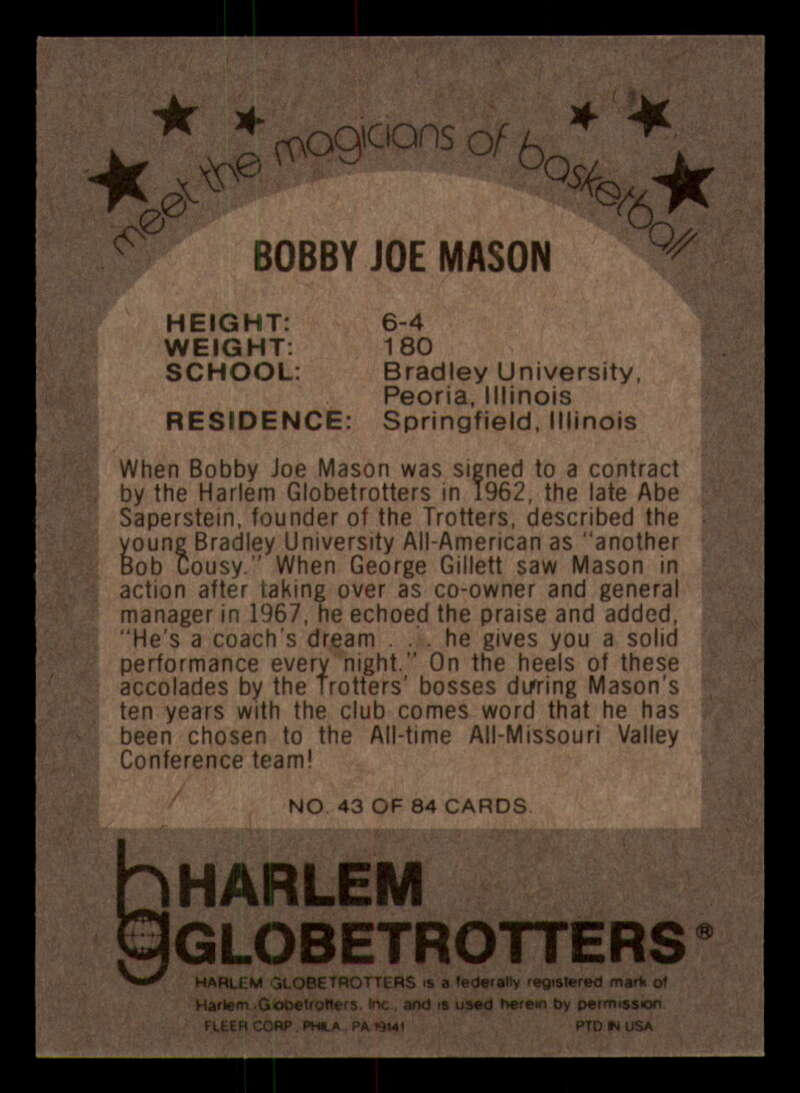 meet the magicians of basketball
BOBBY JOE MASON
HEIGHT: 6-4
WEIGHT: 180
SCHOOL: Bradley University,
Peoria, Illinois
RESIDENCE: Springfield, Illinois
When Bobby Joe Mason was signed to a contract
by the Harlem Globetrotters in 1962, the late Abe
Saperstein, founder of the Trotters, described the
young Bradley University All-American as "another
Bob Cousy." When George Gillett saw Mason in
action after taking over as co-owner and general
manager in 1967, he echoed the praise and added,
"He's a coach's dream . . . he gives you a solid
performance every night." On the heels of these
accolades by the Trotters' bosses during Mason's
ten years with the club comes word that he has
been chosen to the All-time All-Missouri Valley
Conference team!
NO. 43 OF 84 CARDS.
hg HARLEM
GLOBETROTTERS®
HARLEM GLOBETROTTERS is a federally registered mark of
Harlem Globetrotters, Inc., and is used herein by permission.
FLEER CORP., PHILA., PA 19141 PTD IN USA